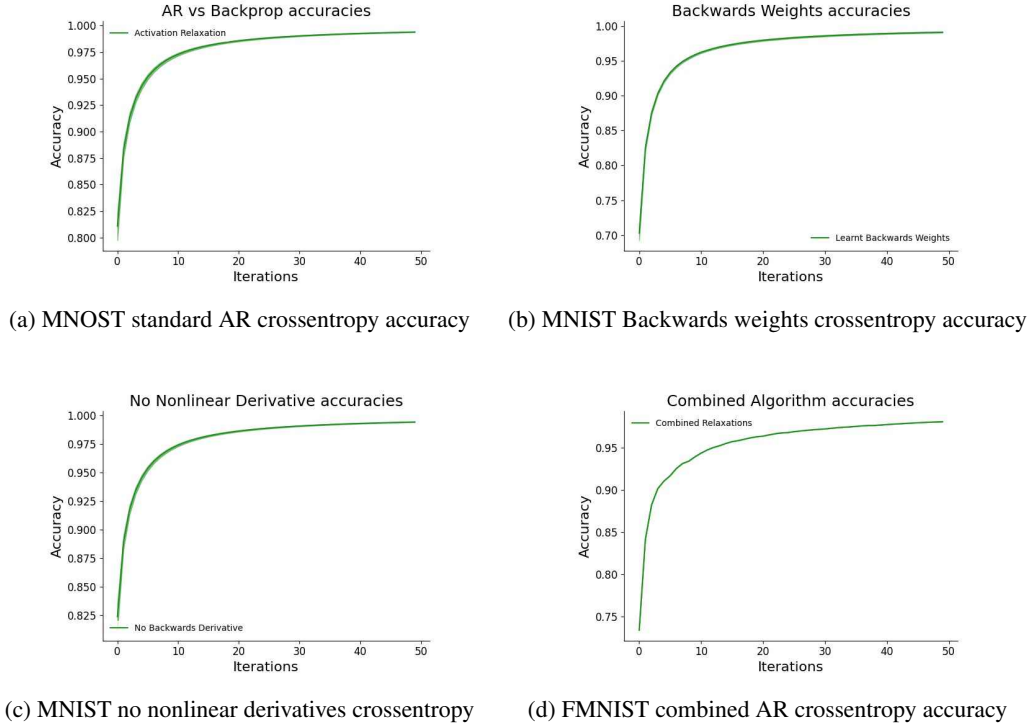 AR vs Backprop accuracies
Activation Relaxation
1.000
0.975
0.950
0.925
0.900
0.875
0.850
0.825
0.800
Accuracy
0 10 20 30 40 50
Iterations
(a) MNOST standard AR crossentropy accuracy
Backwards Weights accuracies
1.00
0.95
0.90
0.85
0.80
0.75
0.70
Accuracy
Learnt Backwards Weights
0 10 20 30 40 50
Iterations
(b) MNIST Backwards weights crossentropy accuracy
No Nonlinear Derivative accuracies
1.000
0.975
0.950
0.925
0.900
0.875
0.850
0.825
Accuracy
No Backwards Derivative
0 10 20 30 40 50
Iterations
(c) MNIST no nonlinear derivatives crossentropy
Combined Algorithm accuracies
Combined Relaxations
0.95
0.90
0.85
0.80
0.75
Accuracy
0 10 20 30 40 50
Iterations
(d) FMNIST combined AR crossentropy accuracy